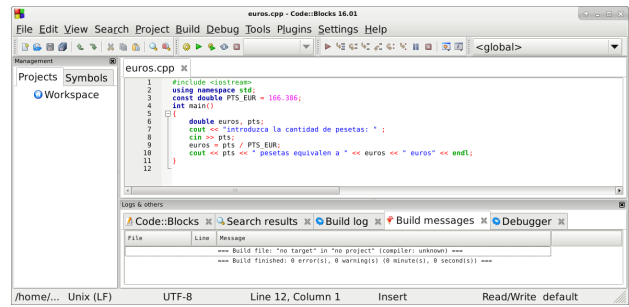 euros.cpp - Code::Blocks 16.01
File Edit View Search Project Build Debug Tools Plugins Settings Help
<global>
Management
Projects Symbols
Workspace
euros.cpp
1 #include <iostream>
2 using namespace std;
3 const double PTS_EUR = 166.386;
4 int main()
5 {
6 double euros, pts;
7 cout << "introduzca la cantidad de pesetas: " ;
8 cin >> pts;
9 euros = pts / PTS_EUR;
10 cout << pts << " pesetas equivalen a " << euros << " euros" << endl;
11 }
12
Logs & others
Code::Blocks Search results Build log Build messages Debugger
File Line Message
=== Build file: "no target" in "no project" (compiler: unknown) ===
=== Build finished: 0 error(s), 0 warning(s) (0 minute(s), 0 second(s)) ===
/home/... Unix (LF) UTF-8 Line 12, Column 1 Insert Read/Write default